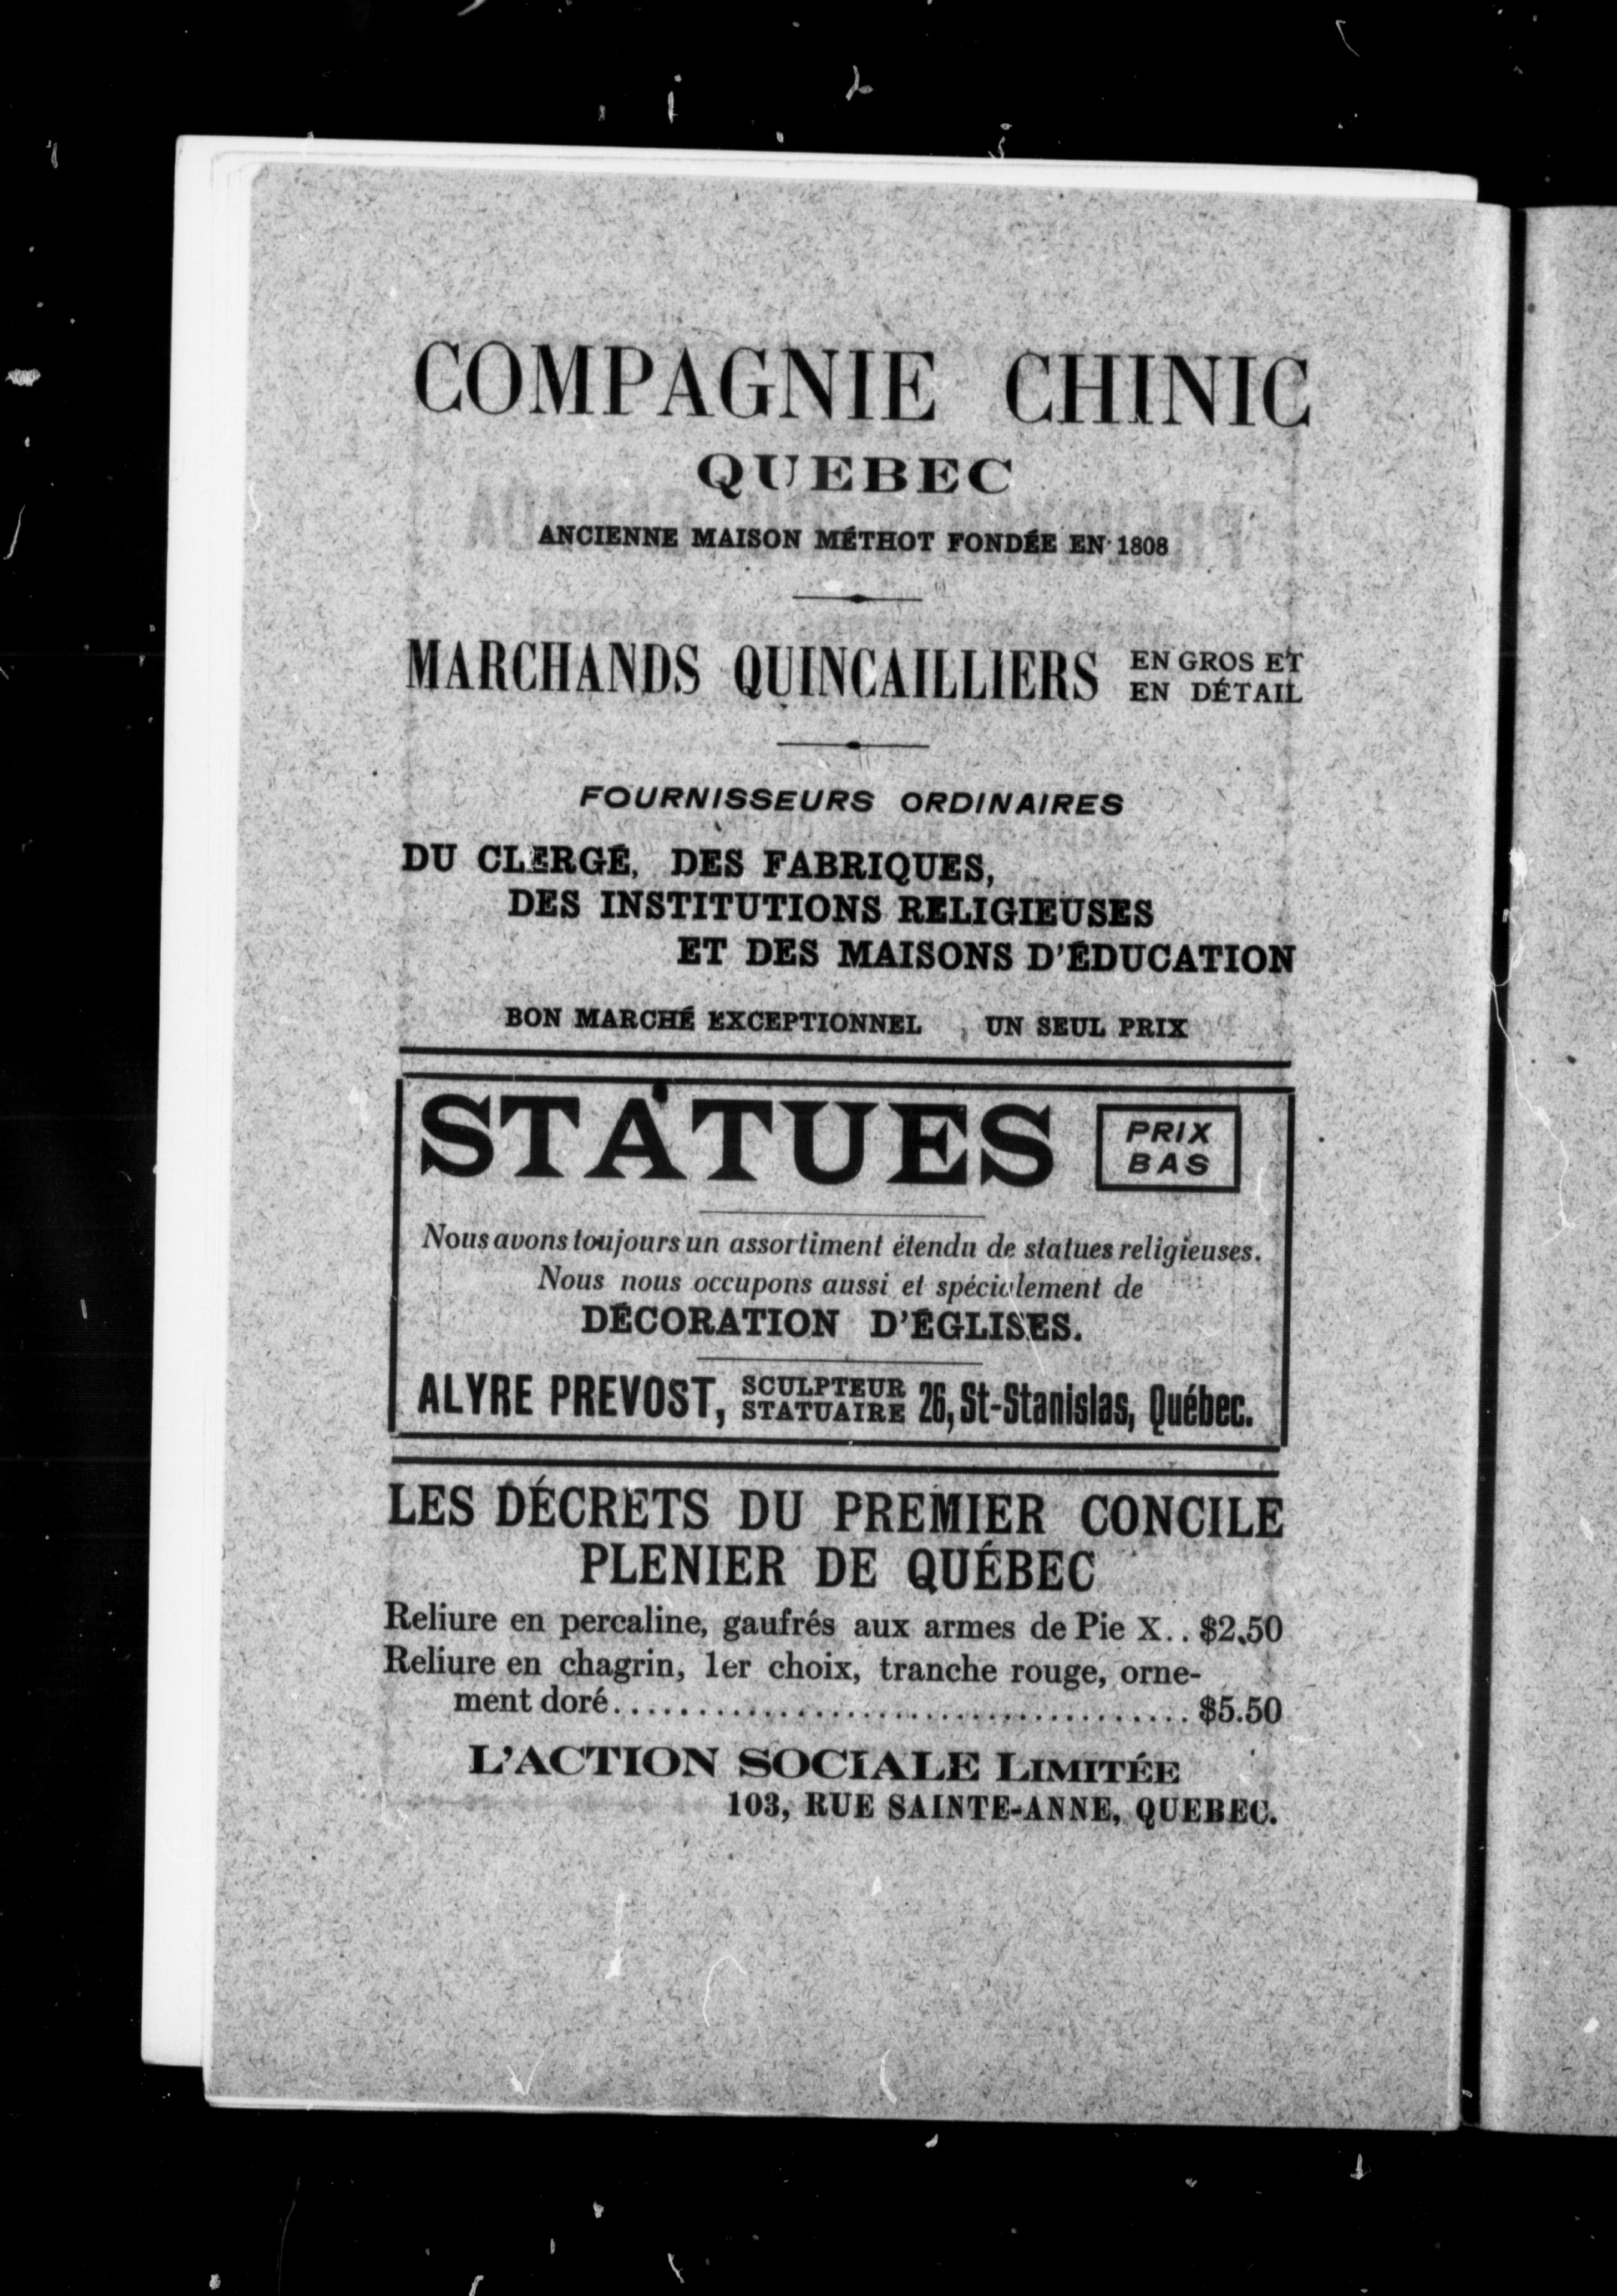 COMPAGNIE CHINIC
QUEBEC
ANCIENNE MAISON MÉTHOT FONDÉE EN 1808
MARCHANDS QUINCAILLIERS EN GROS ET
EN DÉTAIL
FOURNISSEURS ORDINAIRES
DU CLERGÉ, DES FABRIQUES,
DES INSTITUTIONS RELIGIEUSES
ET DES MAISONS D'ÉDUCATION
BON MARCHÉ EXCEPTIONNEL , UN SEUL PRIX
STATUES PRIX
BAS
Nous avons toujours un assortiment étendu de statues religieuses.
Nous nous occupons aussi et spécialement de
DÉCORATION D'ÉGLISES.
ALYRE PREVOST, SCULPTEUR
STATUAIRE 26, St-Stanislas, Québec.
LES DÉCRETS DU PREMIER CONCILE
PLENIER DE QUÉBEC
Reliure en percaline, gaufrés aux armes de Pie X.. $2.50
Reliure en chagrin, 1er choix, tranche rouge, orne-
ment doré.................................. $5.50
L'ACTION SOCIALE LIMITÉE
103, RUE SAINTE-ANNE, QUEBEC.